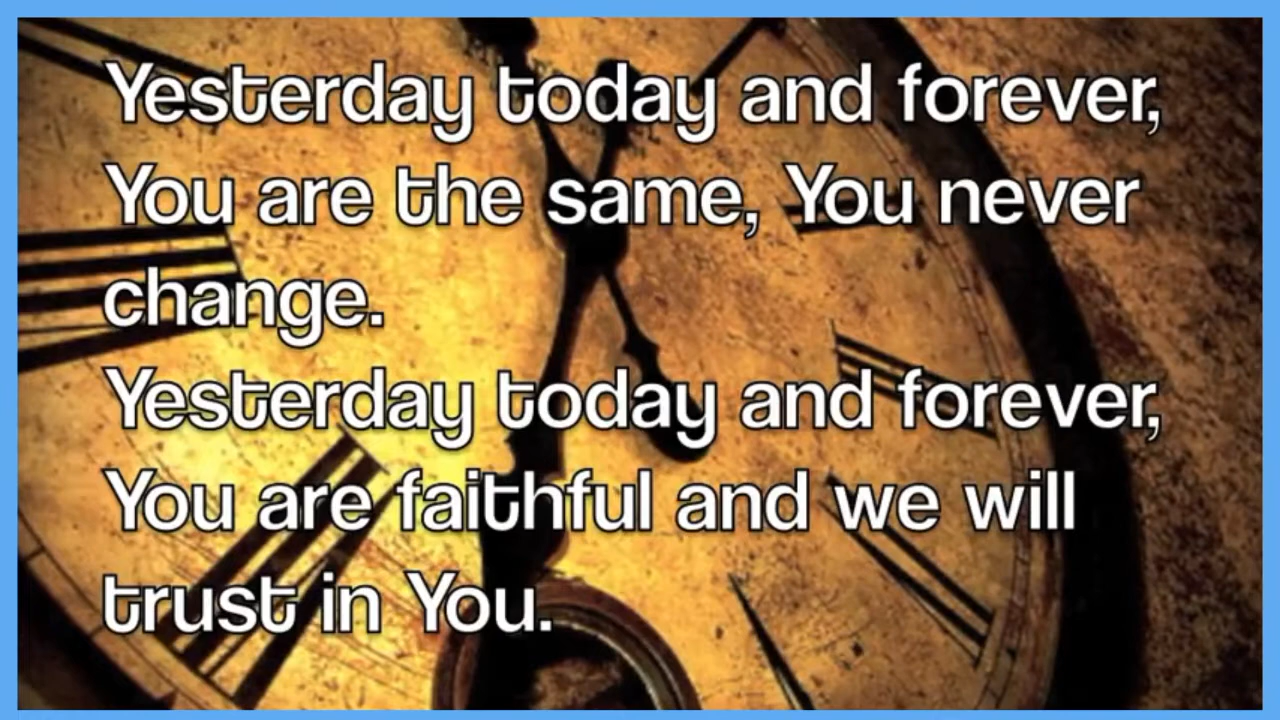 Yesterday today and forever,
You are the same, You never
change.
Yesterday today and forever,
You are faithful and we will
trust in You.